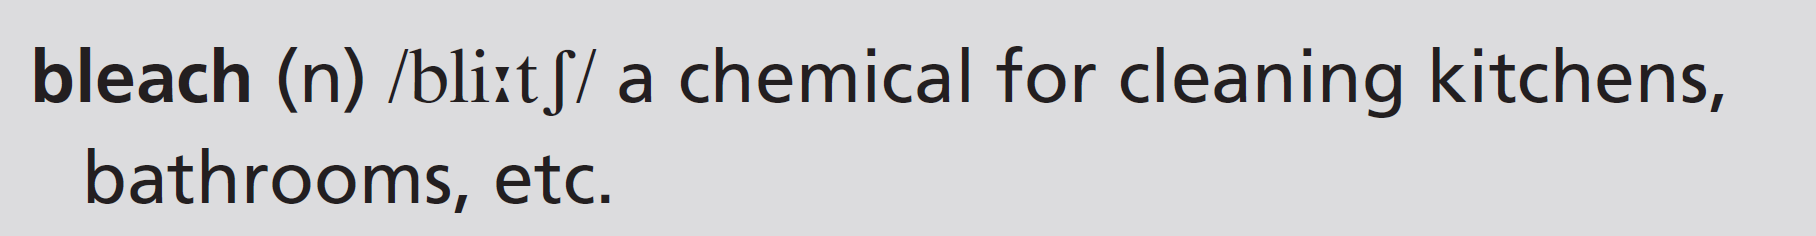 bleach (n) /bliːtʃ/ a chemical for cleaning kitchens,
bathrooms, etc.